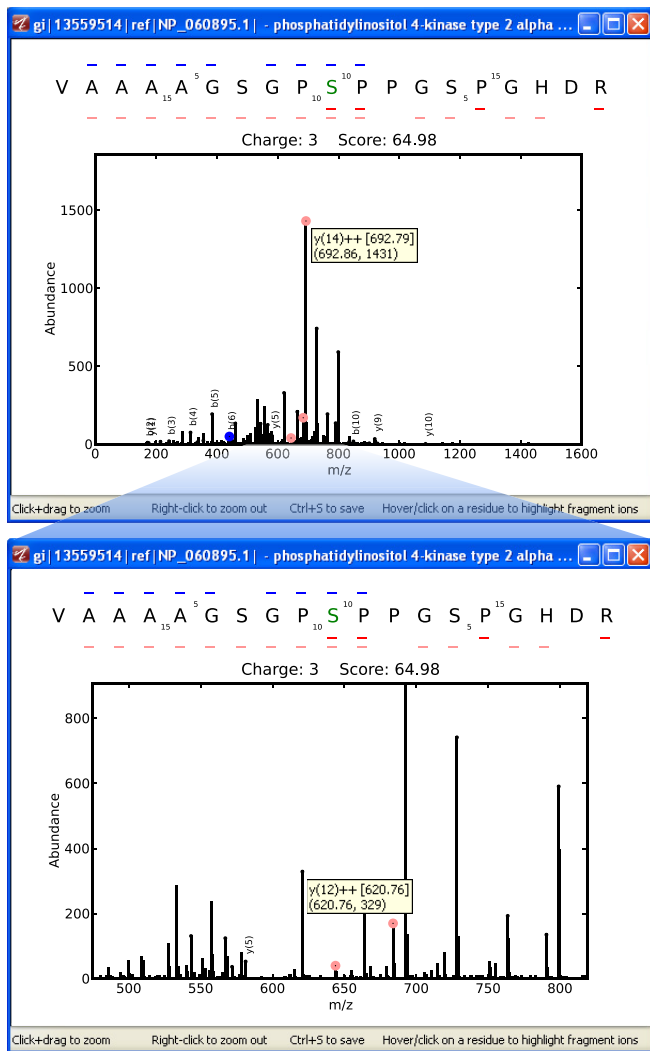 gi|13559514|ref|NP_060895.1| - phosphatidylinositol 4-kinase type 2 alpha ...
5 10 15
V A A A A G S G P S P P G S P G H D R
15 10 5
Charge: 3 Score: 64.98
1500
1000
500
0
Abundance
y(14)++ [692.79]
(692.86, 1431)
b(2)
b(3)
b(4)
b(5)
b(6)
y(5)
b(10)
y(9)
y(10)
0 200 400 600 800 1000 1200 1400 1600
m/z
Click+drag to zoom Right-click to zoom out Ctrl+S to save Hover/click on a residue to highlight fragment ions
gi|13559514|ref|NP_060895.1| - phosphatidylinositol 4-kinase type 2 alpha ...
5 10 15
V A A A A G S G P S P P G S P G H D R
15 10 5
Charge: 3 Score: 64.98
800
600
400
200
0
Abundance
y(12)++ [620.76]
(620.76, 329)
y(5)
500 550 600 650 700 750 800
m/z
Click+drag to zoom Right-click to zoom out Ctrl+S to save Hover/click on a residue to highlight fragment ions